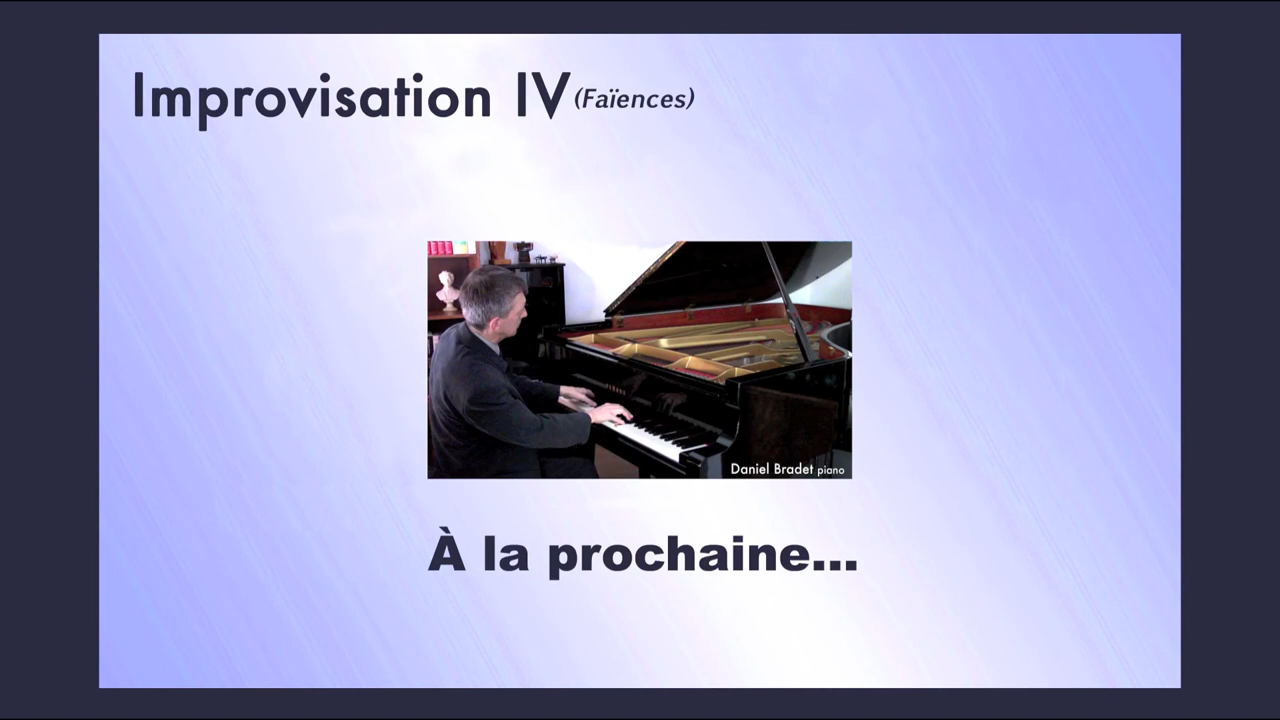 Improvisation IV (Faïences)
Daniel Bradet piano
À la prochaine...